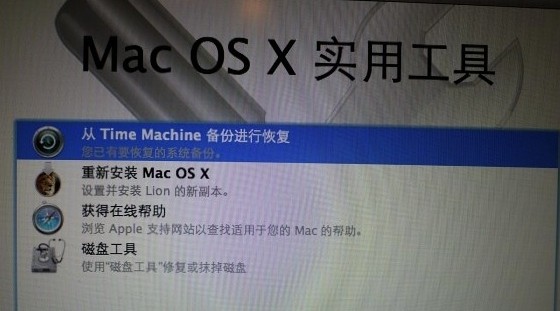 Mac OS X 实用工具
从 Time Machine 备份进行恢复
您已有要恢复的系统备份。
重新安装 Mac OS X
设置并安装 Lion 的新副本。
获得在线帮助
浏览 Apple 支持网站以查找适用于您的 Mac 的帮助。
磁盘工具
使用“磁盘工具”修复或抹掉磁盘